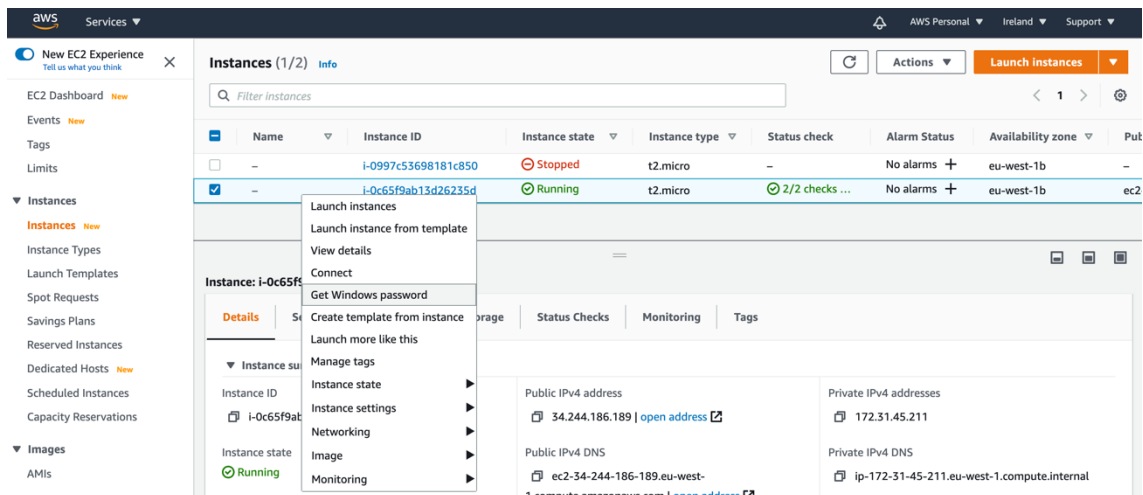 aws Services ▼ AWS Personal ▼ Ireland ▼ Support ▼
New EC2 Experience
Tell us what you think
EC2 Dashboard New
Events New
Tags
Limits
▼ Instances
Instances New
Instance Types
Launch Templates
Spot Requests
Savings Plans
Reserved Instances
Dedicated Hosts New
Scheduled Instances
Capacity Reservations
▼ Images
AMIs
Instances (1/2) Info
Actions ▼
Launch instances ▼
Filter instances
< 1 >
Name Instance ID Instance state Instance type Status check Alarm Status Availability zone Pub
– i-0997c53698181c850 Stopped t2.micro – No alarms + eu-west-1b –
– i-0c65f9ab13d26235d Running t2.micro 2/2 checks ... No alarms + eu-west-1b ec2
Launch instances
Launch instance from template
View details
Connect
Get Windows password
Create template from instance
Launch more like this
Manage tags
Instance state
Instance settings
Networking
Image
Monitoring
Instance: i-0c65f9
Details Se orage Status Checks Monitoring Tags
▼ Instance su
Instance ID Public IPv4 address Private IPv4 addresses
i-0c65f9ab 34.244.186.189 | open address 172.31.45.211
Instance state Public IPv4 DNS Private IPv4 DNS
Running ec2-34-244-186-189.eu-west- ip-172-31-45-211.eu-west-1.compute.internal
1.compute.amazonaws.com | open address